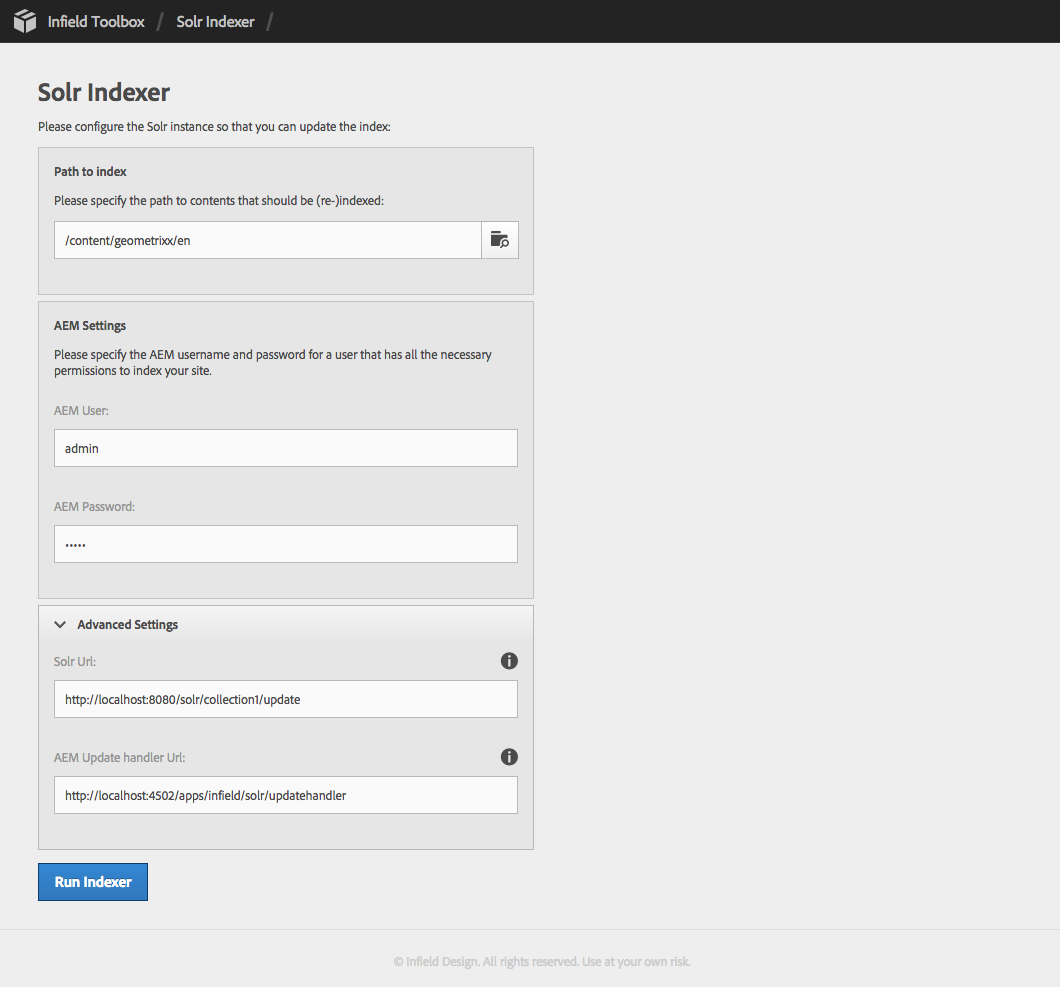 Infield Toolbox / Solr Indexer /
Solr Indexer
Please configure the Solr instance so that you can update the index:
Path to index
Please specify the path to contents that should be (re-)indexed:
/content/geometrixx/en
AEM Settings
Please specify the AEM username and password for a user that has all the necessary
permissions to index your site.
AEM User:
admin
AEM Password:
•••••
Advanced Settings
Solr Url:
http://localhost:8080/solr/collection1/update
AEM Update handler Url:
http://localhost:4502/apps/infield/solr/updatehandler
Run Indexer
© Infield Design. All rights reserved. Use at your own risk.